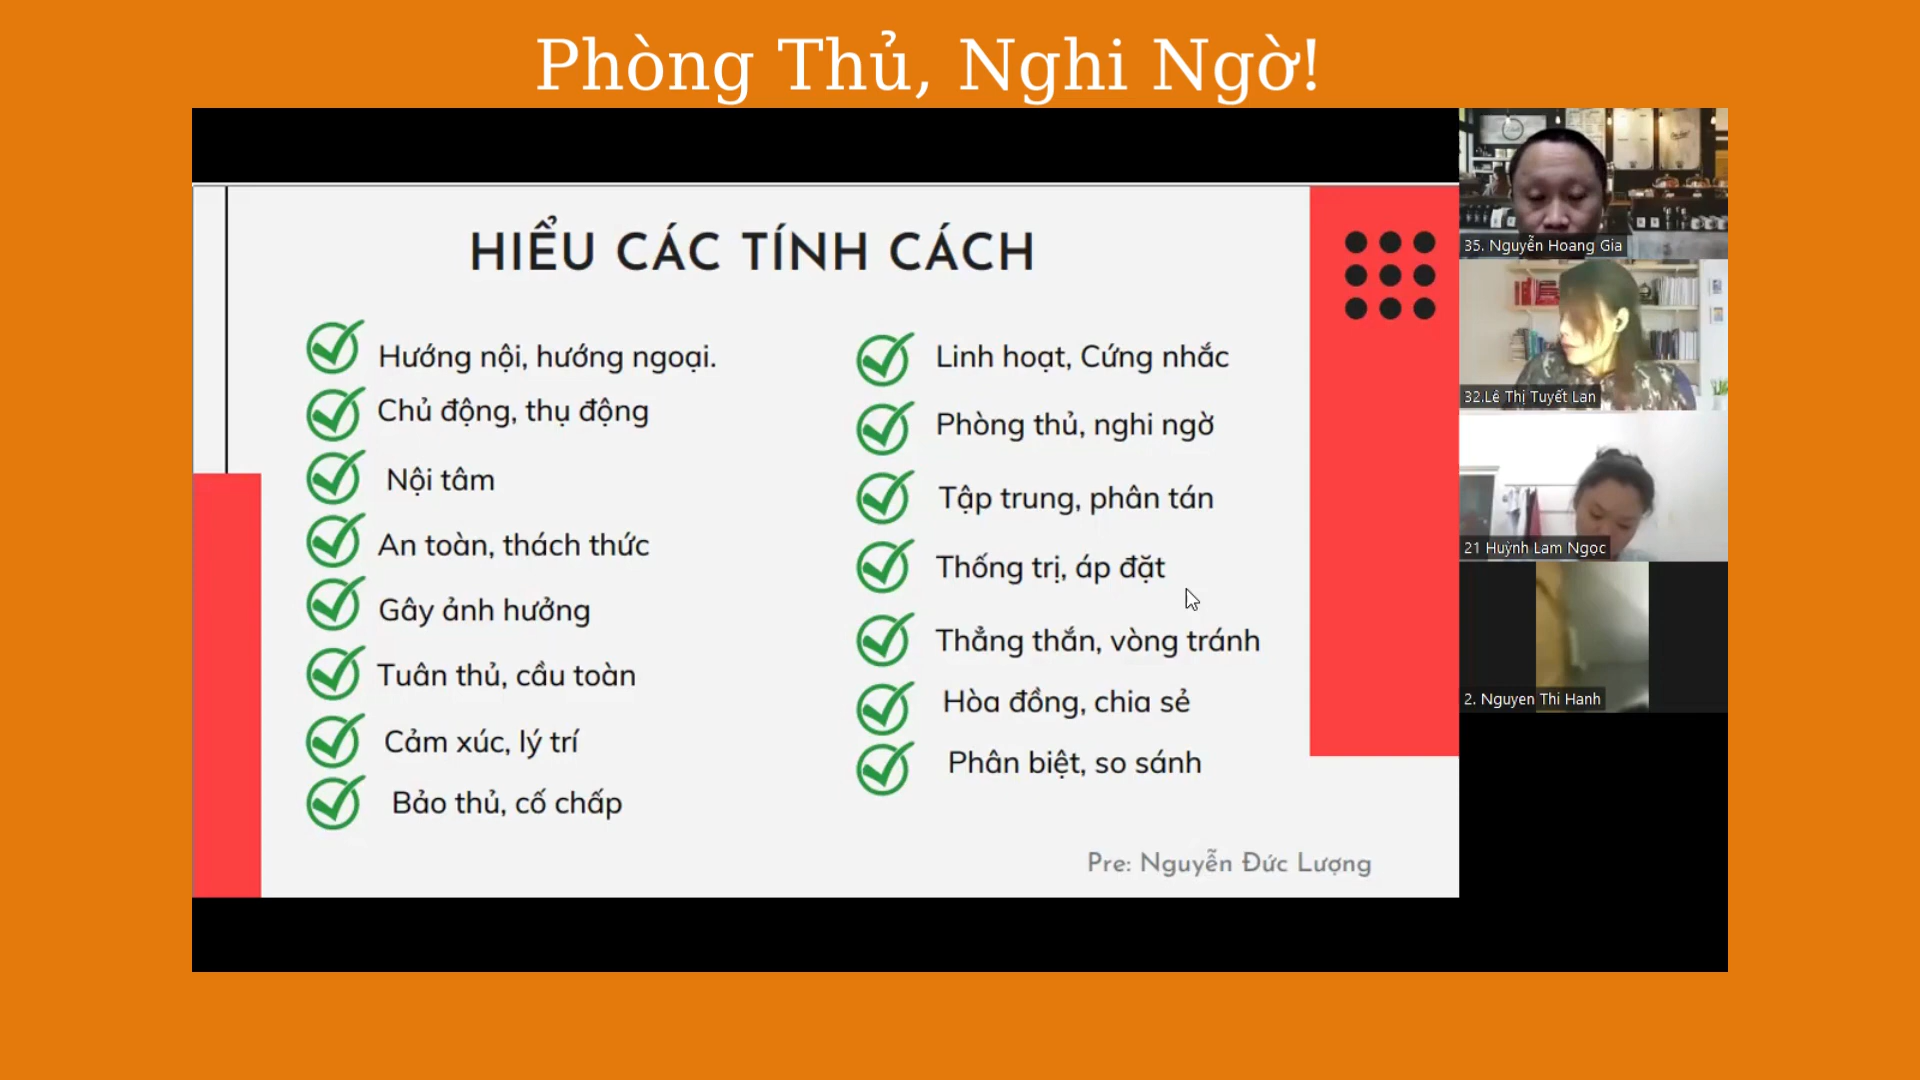 Phòng Thủ, Nghi Ngờ!
HIỂU CÁC TÍNH CÁCH
Hướng nội, hướng ngoại.
Chủ động, thụ động
Nội tâm
An toàn, thách thức
Gây ảnh hưởng
Tuân thủ, cầu toàn
Cảm xúc, lý trí
Bảo thủ, cố chấp
Linh hoạt, Cứng nhắc
Phòng thủ, nghi ngờ
Tập trung, phân tán
Thống trị, áp đặt
Thẳng thắn, vòng tránh
Hòa đồng, chia sẻ
Phân biệt, so sánh
Pre: Nguyễn Đức Lượng
35. Nguyễn Hoang Gia
32.Lê Thị Tuyết Lan
21 Huỳnh Lam Ngọc
2. Nguyen Thi Hanh